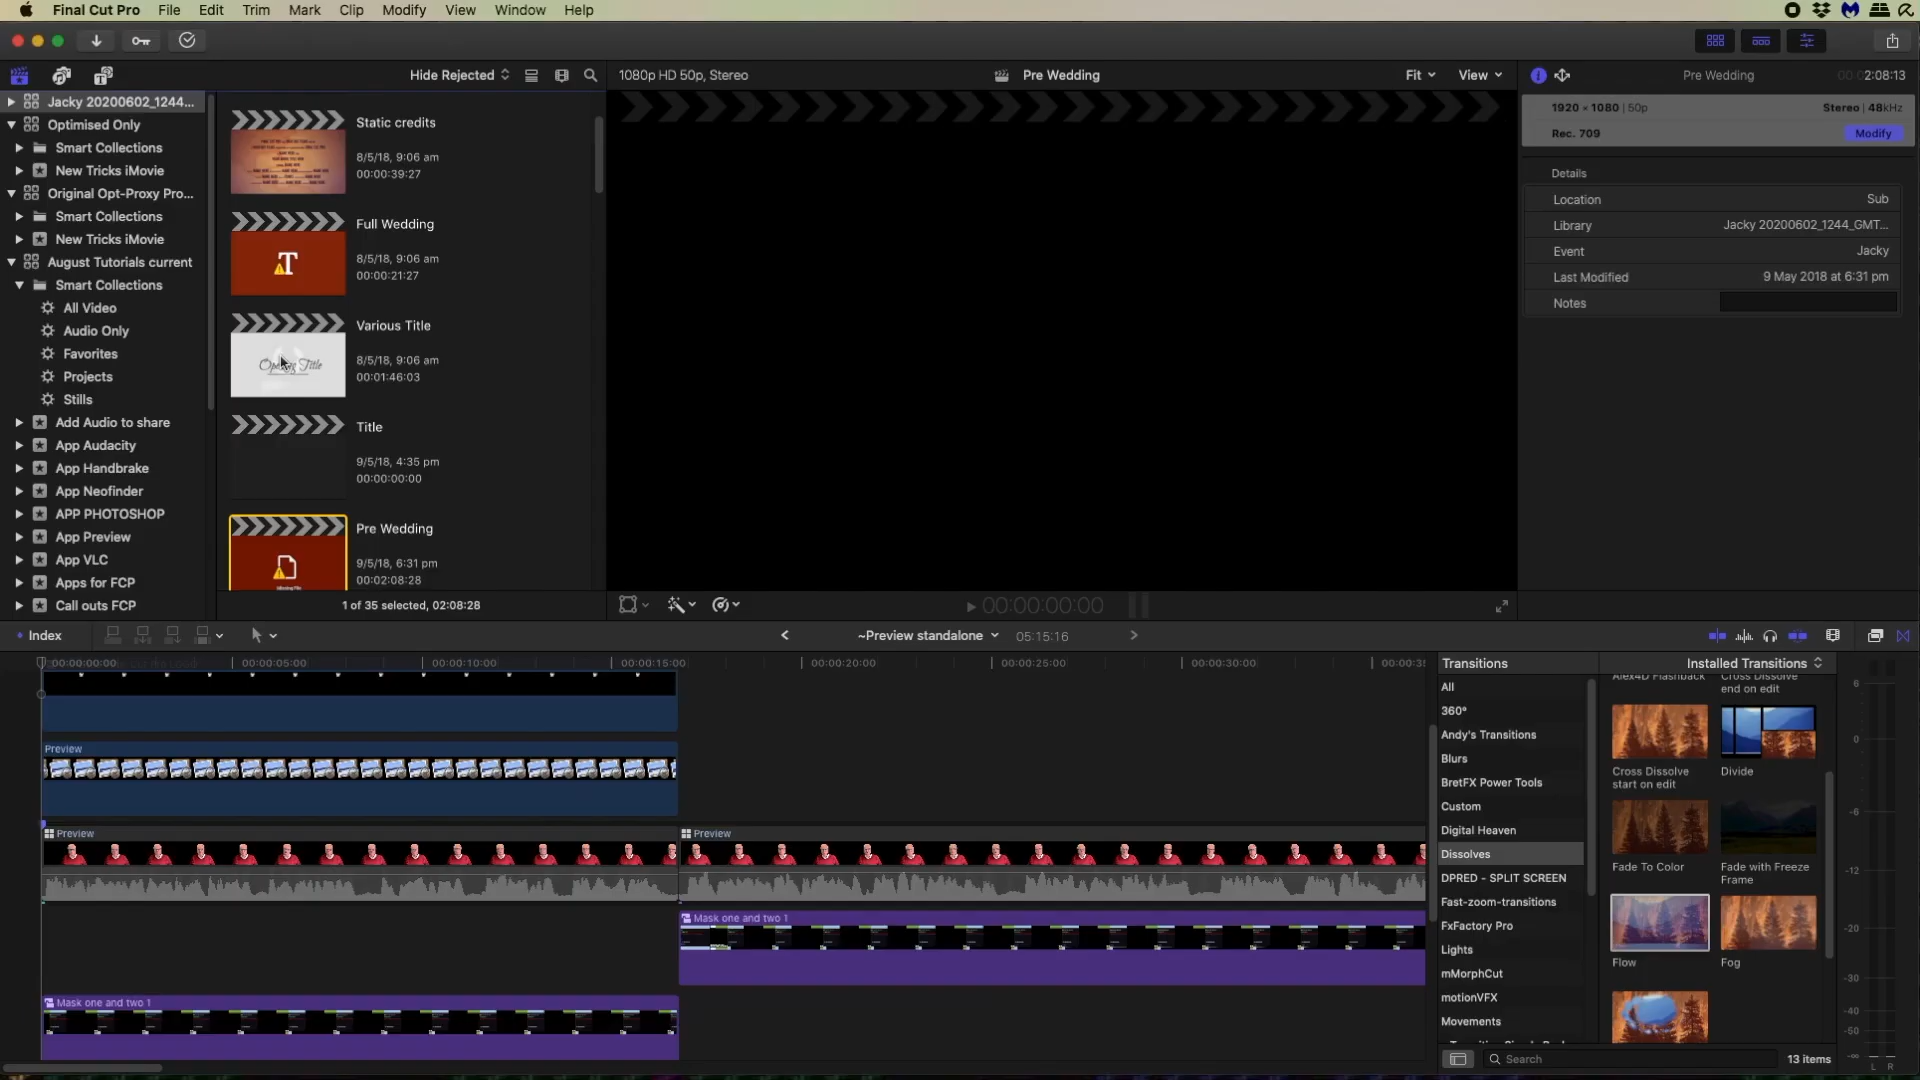 Final Cut Pro File Edit Trim Mark Clip Modify View Window Help
Hide Rejected
1080p HD 50p, Stereo
Pre Wedding
Fit
View
Pre Wedding
2:08:13
Jacky 20200602_1244...
Optimised Only
Smart Collections
New Tricks iMovie
Original Opt-Proxy Pro...
Smart Collections
New Tricks iMovie
August Tutorials current
Smart Collections
All Video
Audio Only
Favorites
Projects
Stills
Add Audio to share
App Audacity
App Handbrake
App Neofinder
APP PHOTOSHOP
App Preview
App VLC
Apps for FCP
Call outs FCP
Static credits
8/5/18, 9:06 am
00:00:39:27
Full Wedding
8/5/18, 9:06 am
00:00:21:27
T
Various Title
8/5/18, 9:06 am
00:01:46:03
Opening Title
Title
9/5/18, 4:35 pm
00:00:00:00
Pre Wedding
9/5/18, 6:31 pm
00:02:08:28
1 of 35 selected, 02:08:28
00:00:00:00
1920 × 1080 | 50p
Stereo | 48kHz
Rec. 709
Modify
Details
Location Sub
Library Jacky 20200602_1244_GMT...
Event Jacky
Last Modified 9 May 2018 at 6:31 pm
Notes
Index
~Preview standalone
05:15:16
00:00:00:00
00:00:05:00
00:00:10:00
00:00:15:00
00:00:20:00
00:00:25:00
00:00:30:00
00:00:3
Preview
Preview
Preview
Mask one and two 1
Mask one and two 1
Transitions
Installed Transitions
All
360°
Andy's Transitions
Blurs
BretFX Power Tools
Custom
Digital Heaven
Dissolves
DPRED - SPLIT SCREEN
Fast-zoom-transitions
FxFactory Pro
Lights
mMorphCut
motionVFX
Movements
Alex4D Flashback
Cross Dissolve
end on edit
Cross Dissolve
start on edit
Divide
Fade To Color
Fade with Freeze
Frame
Flow
Fog
Search
13 items
6
0
-6
-12
-20
-30
-40
-50
-∞
L R